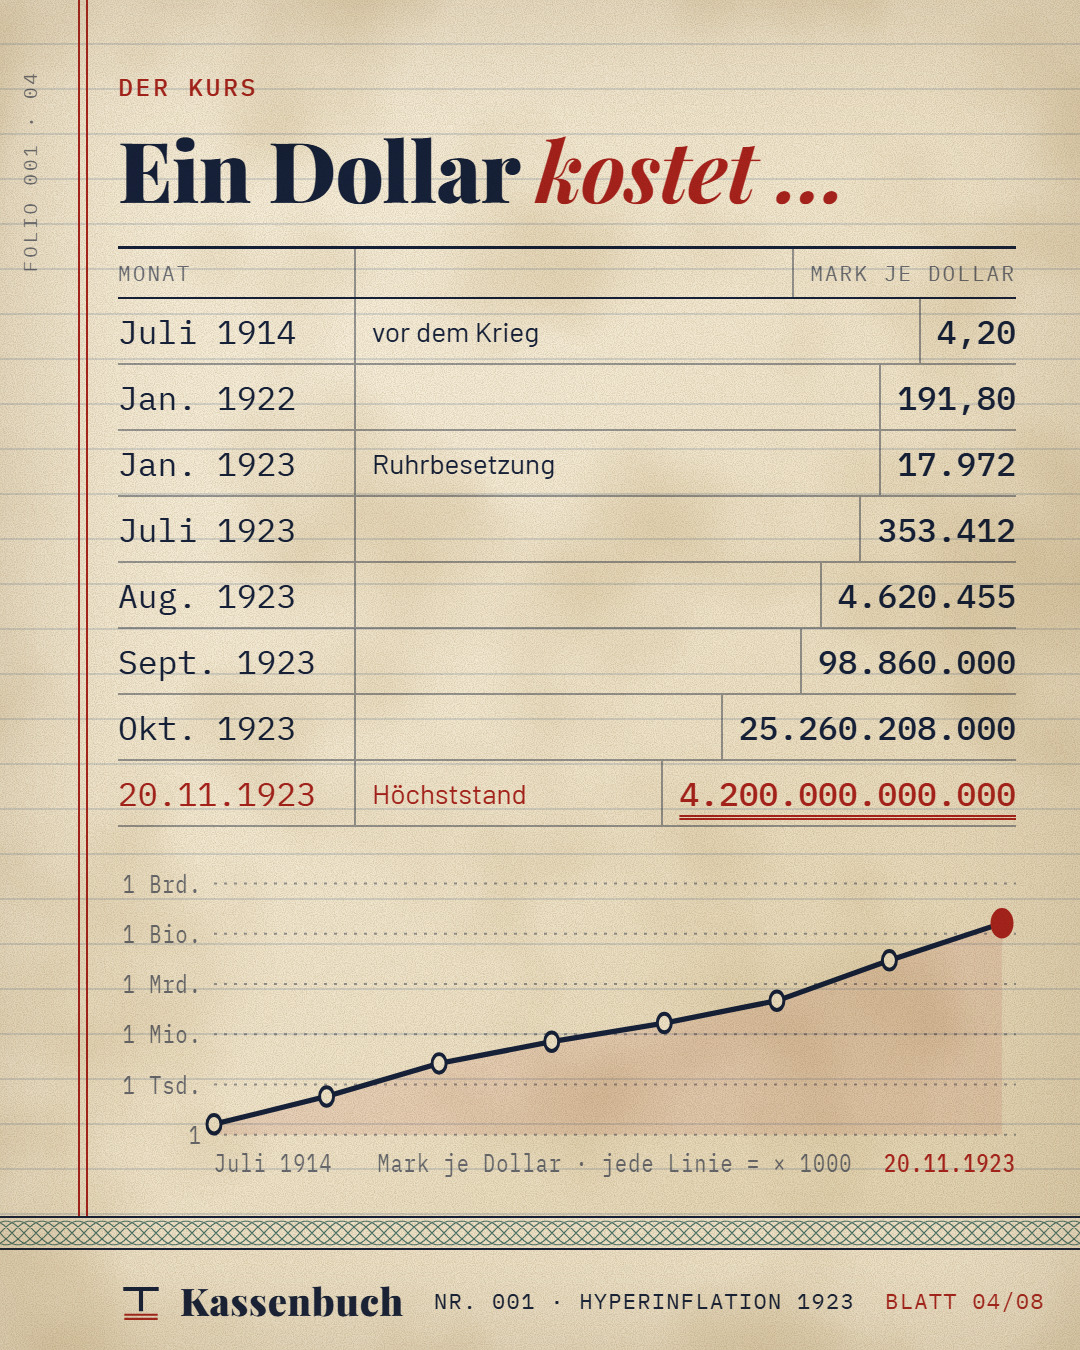 FOLIO 001 · 04
DER KURS
Ein Dollar kostet ...
MONAT MARK JE DOLLAR
Juli 1914 vor dem Krieg 4,20
Jan. 1922 191,80
Jan. 1923 Ruhrbesetzung 17.972
Juli 1923 353.412
Aug. 1923 4.620.455
Sept. 1923 98.860.000
Okt. 1923 25.260.208.000
20.11.1923 Höchststand 4.200.000.000.000
1 Brd.
1 Bio.
1 Mrd.
1 Mio.
1 Tsd.
1
Juli 1914 Mark je Dollar · jede Linie = × 1000 20.11.1923
Kassenbuch NR. 001 · HYPERINFLATION 1923 BLATT 04/08